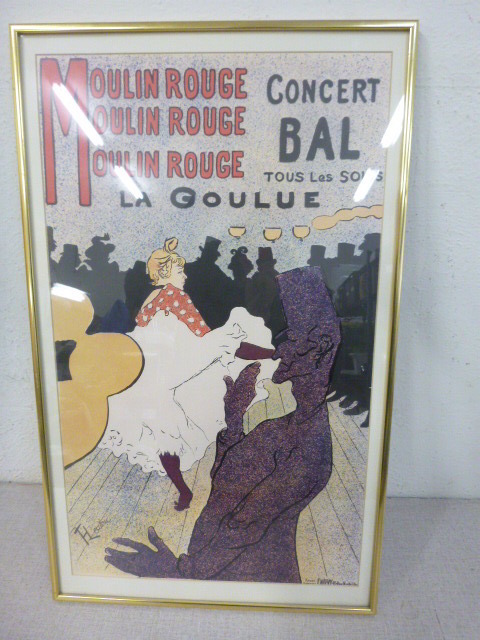 MOULIN ROUGE
MOULIN ROUGE
MOULIN ROUGE
CONCERT
BAL
TOUS Les SOIRS
LA GOULUE